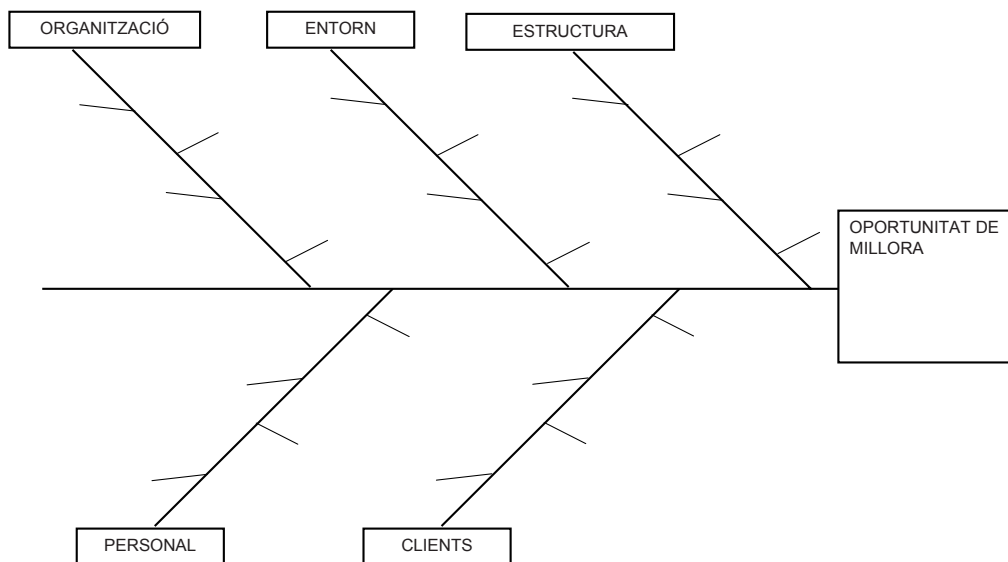 ORGANITZACIÓ
ENTORN
ESTRUCTURA
OPORTUNITAT DE
MILLORA
PERSONAL
CLIENTS